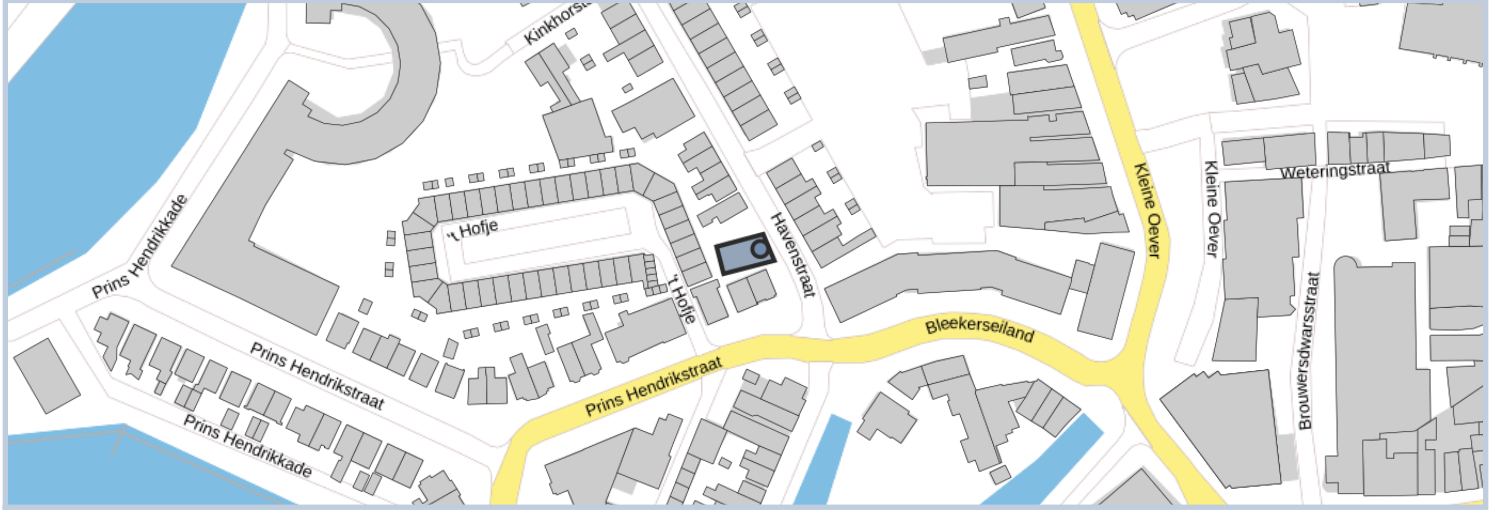 Kinkhorst
Kleine Oever
Kleine Oever
Weteringstraat
Prins Hendrikkade
't Hofje
Havenstraat
't Hofje
Brouwersdwarsstraat
Bleekerseiland
Prins Hendrikstraat
Prins Hendrikstraat
Prins Hendrikkade